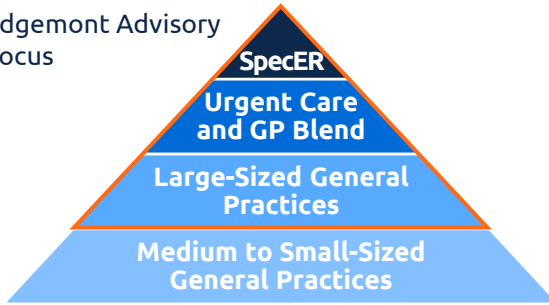 dgemont Advisory
ocus
SpecER
Urgent Care
and GP Blend
Large-Sized General
Practices
Medium to Small-Sized
General Practices